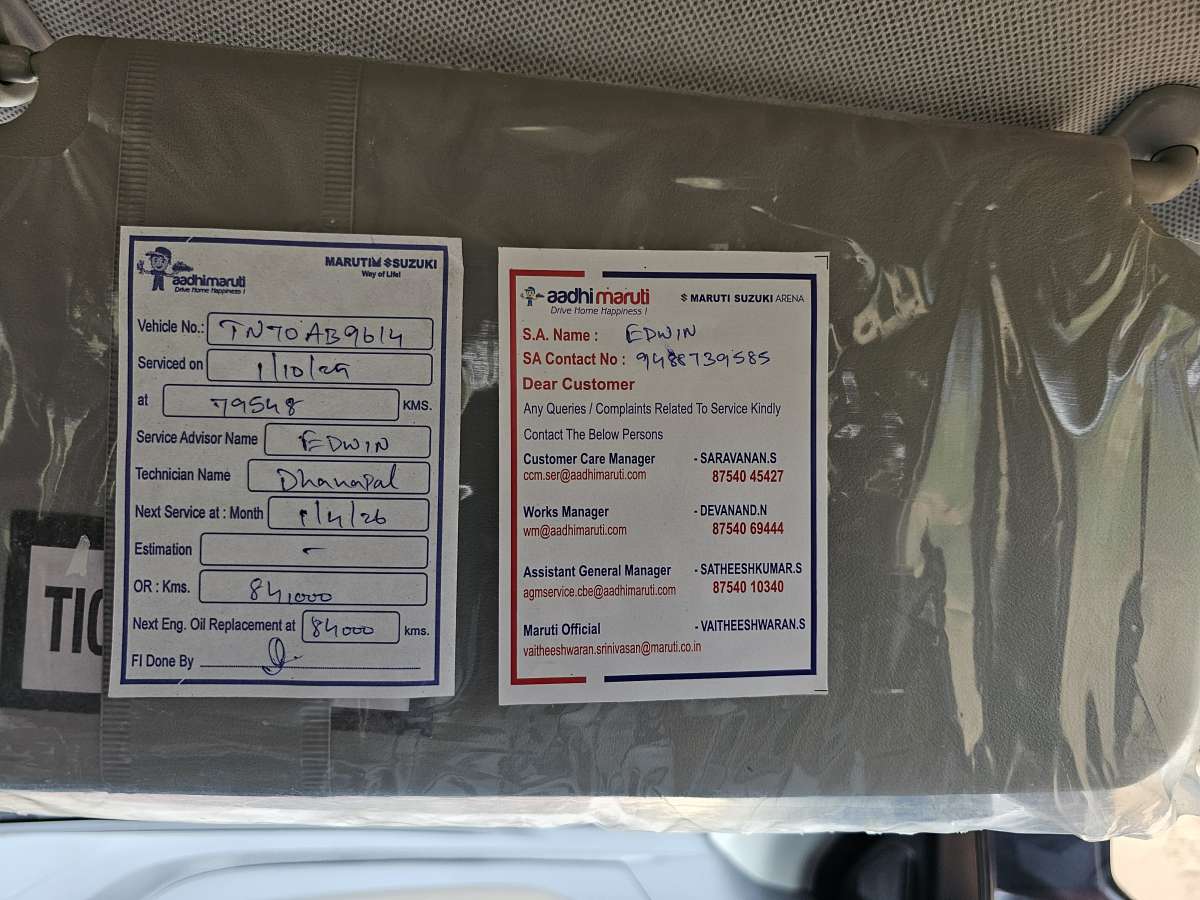 aadhimaruti
Drive Home Happiness !
MARUTI SUZUKI
Way of Life!
Vehicle No.: TN70AB9614
Serviced on 1/10/25
at 79548 KMS.
Service Advisor Name EDWIN
Technician Name Dhanapal
Next Service at : Month 1/4/26
Estimation -
OR : Kms. 84,000
Next Eng. Oil Replacement at 84000 kms.
FI Done By
TIC
aadhimaruti
Drive Home Happiness !
MARUTI SUZUKI ARENA
S.A. Name : EDWIN
SA Contact No : 9488739585
Dear Customer
Any Queries / Complaints Related To Service Kindly
Contact The Below Persons
Customer Care Manager - SARAVANAN.S
ccm.ser@aadhimaruti.com 87540 45427
Works Manager - DEVANAND.N
wm@aadhimaruti.com 87540 69444
Assistant General Manager - SATHEESHKUMAR.S
agmservice.cbe@aadhimaruti.com 87540 10340
Maruti Official - VAITHEESHWARAN.S
vaitheeshwaran.srinivasan@maruti.co.in